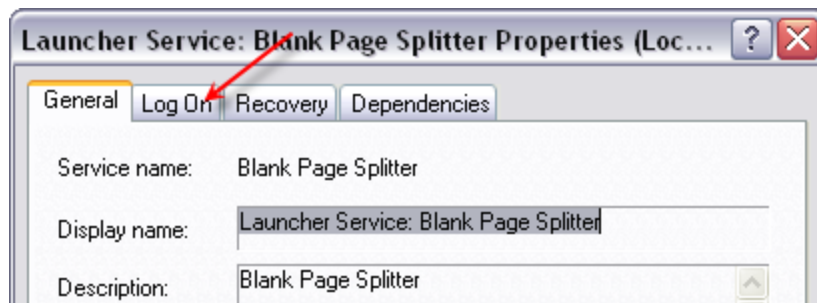 Launcher Service: Blank Page Splitter Properties (Loc...
General Log On Recovery Dependencies
Service name: Blank Page Splitter
Display name: Launcher Service: Blank Page Splitter
Description: Blank Page Splitter